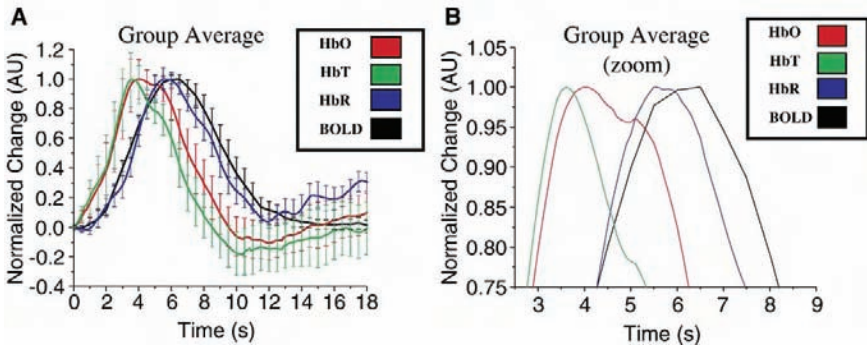 A
Group Average
HbO
HbT
HbR
BOLD
Normalized Change (AU)
1.2
1.0
0.8
0.6
0.4
0.2
0.0
-0.2
-0.4
0 2 4 6 8 10 12 14 16 18
Time (s)
B
Group Average
(zoom)
HbO
HbT
HbR
BOLD
Normalized Change (AU)
1.05
1.00
0.95
0.90
0.85
0.80
0.75
3 4 5 6 7 8 9
Time (s)